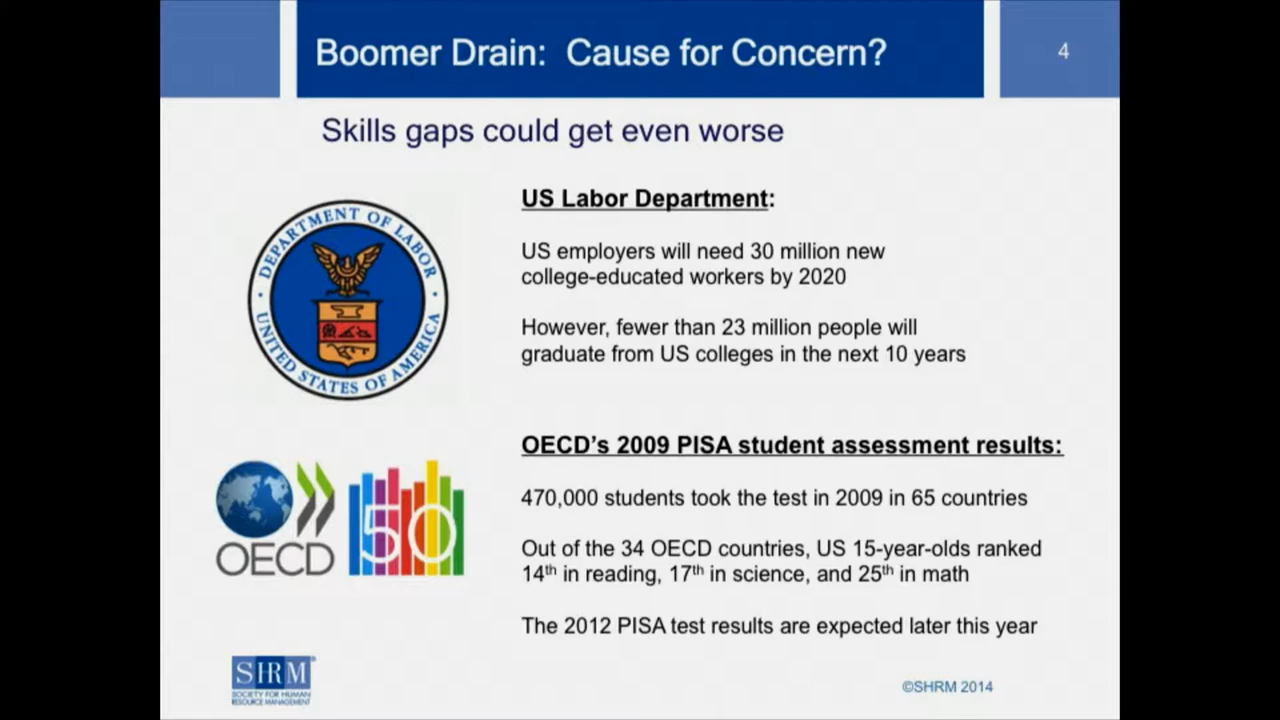 Boomer Drain: Cause for Concern?
4
Skills gaps could get even worse
US Labor Department:
US employers will need 30 million new
college-educated workers by 2020
However, fewer than 23 million people will
graduate from US colleges in the next 10 years
DEPARTMENT OF LABOR
UNITED STATES OF AMERICA
OECD's 2009 PISA student assessment results:
470,000 students took the test in 2009 in 65 countries
Out of the 34 OECD countries, US 15-year-olds ranked
14th in reading, 17th in science, and 25th in math
The 2012 PISA test results are expected later this year
OECD
50
SHRM®
SOCIETY FOR HUMAN
RESOURCE MANAGEMENT
©SHRM 2014